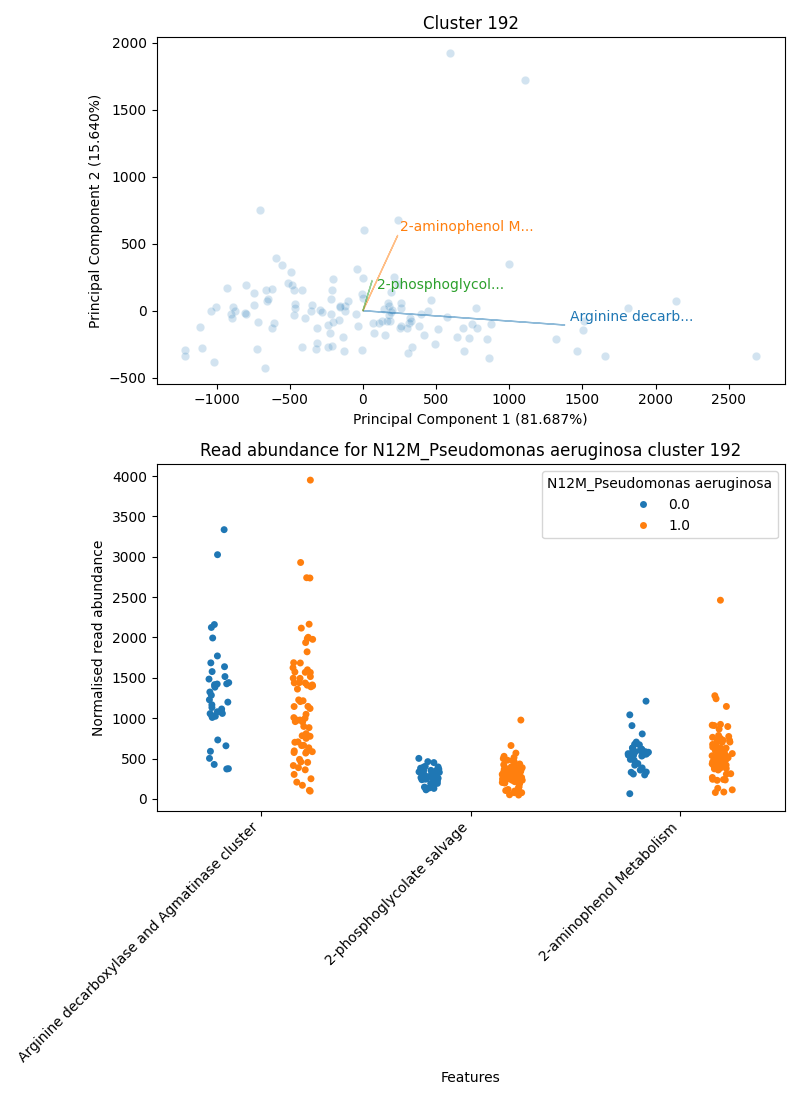 Cluster 192
2000
1500
1000
500
0
−500
Principal Component 2 (15.640%)
2-aminophenol M...
2-phosphoglycol...
Arginine decarb...
−1000
−500
0
500
1000
1500
2000
2500
Principal Component 1 (81.687%)
Read abundance for N12M_Pseudomonas aeruginosa cluster 192
4000
3500
3000
2500
2000
1500
1000
500
0
Normalised read abundance
N12M_Pseudomonas aeruginosa
0.0
1.0
Arginine decarboxylase and Agmatinase cluster
2-phosphoglycolate salvage
2-aminophenol Metabolism
Features